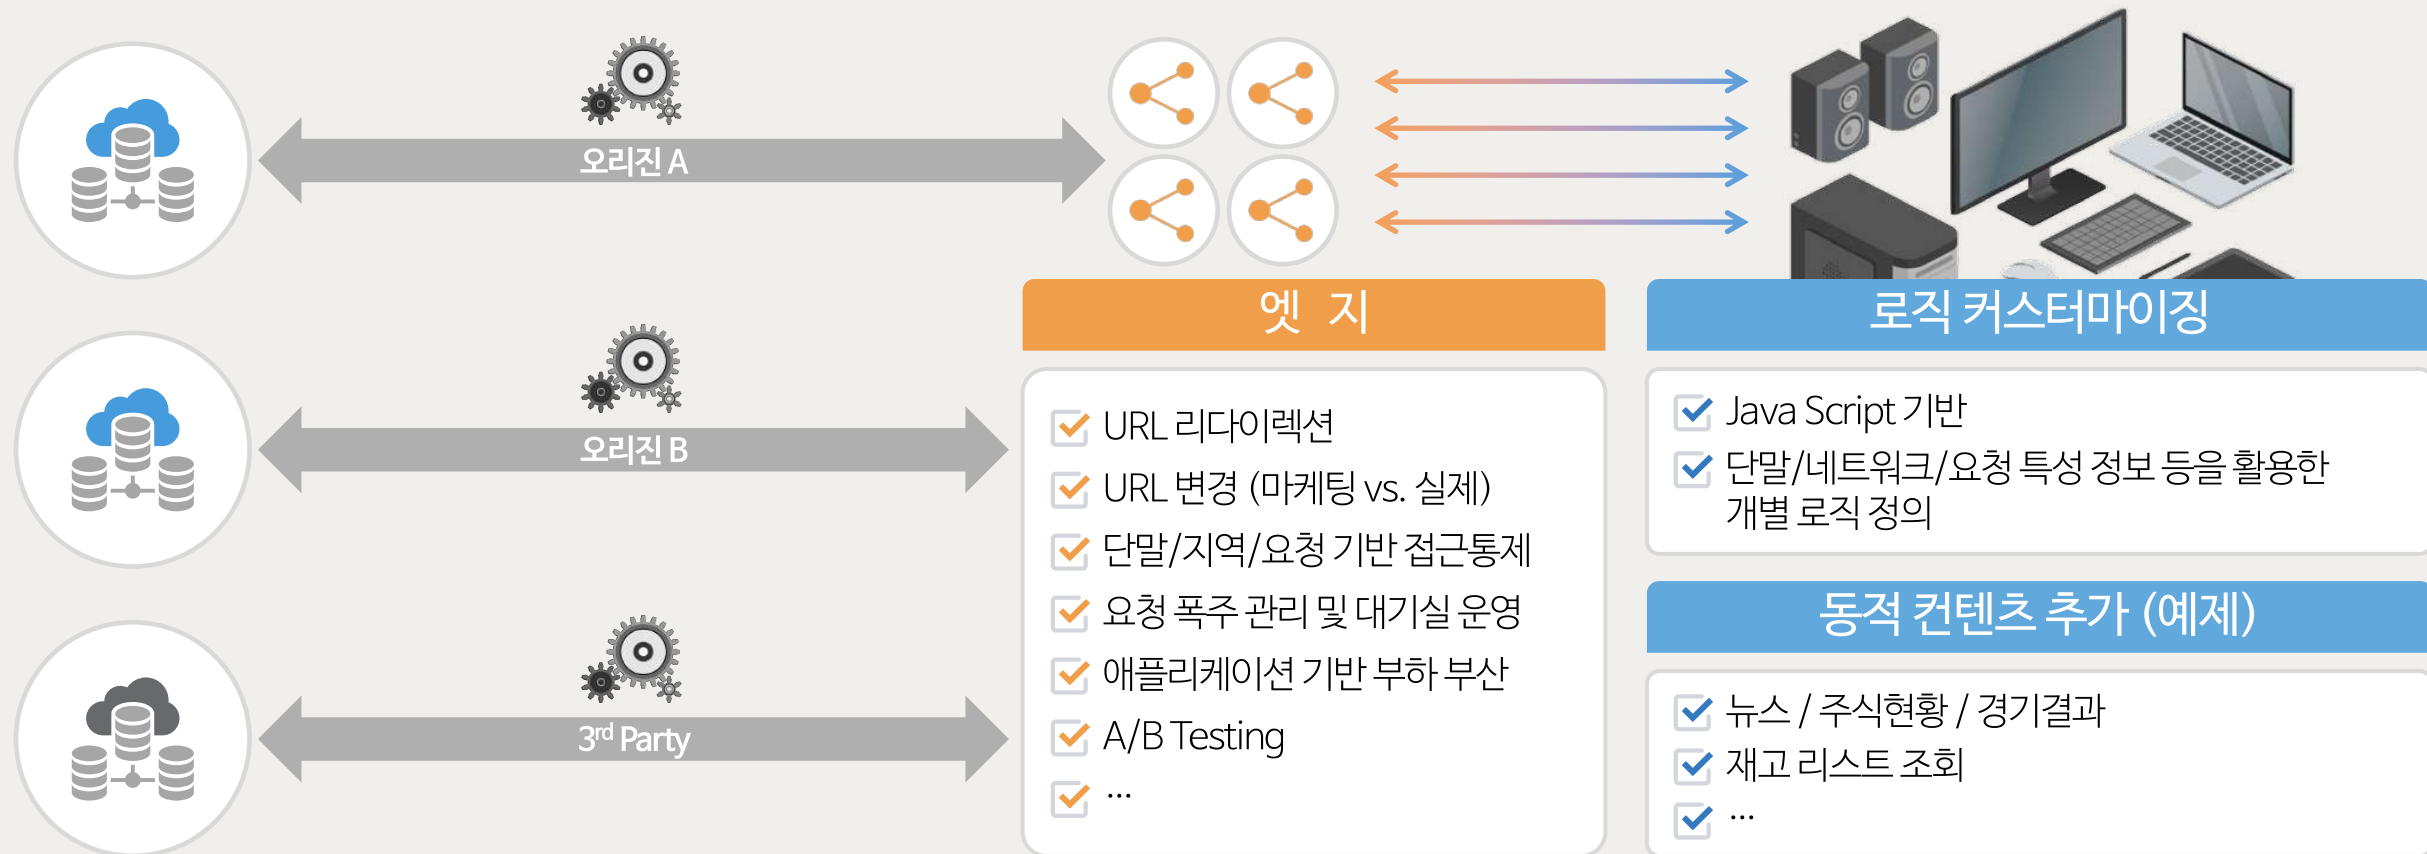 오리진 A
오리진 B
3rd Party
엣 지
URL 리다이렉션
URL 변경 (마케팅 vs. 실제)
단말/지역/요청 기반 접근통제
요청 폭주 관리 및 대기실 운영
애플리케이션 기반 부하 부산
A/B Testing
...
로직 커스터마이징
Java Script 기반
단말/네트워크/요청 특성 정보 등을 활용한
개별 로직 정의
동적 컨텐츠 추가 (예제)
뉴스 / 주식현황 / 경기결과
재고 리스트 조회
...